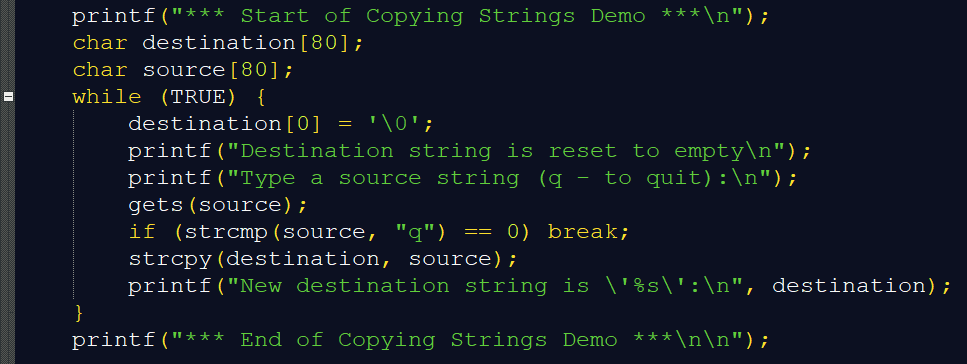 printf("*** Start of Copying Strings Demo ***\n");
char destination[80];
char source[80];
while (TRUE) {
destination[0] = '\0';
printf("Destination string is reset to empty\n");
printf("Type a source string (q - to quit):\n");
gets(source);
if (strcmp(source, "q") == 0) break;
strcpy(destination, source);
printf("New destination string is \'%s\':\n", destination);
}
printf("*** End of Copying Strings Demo ***\n\n");